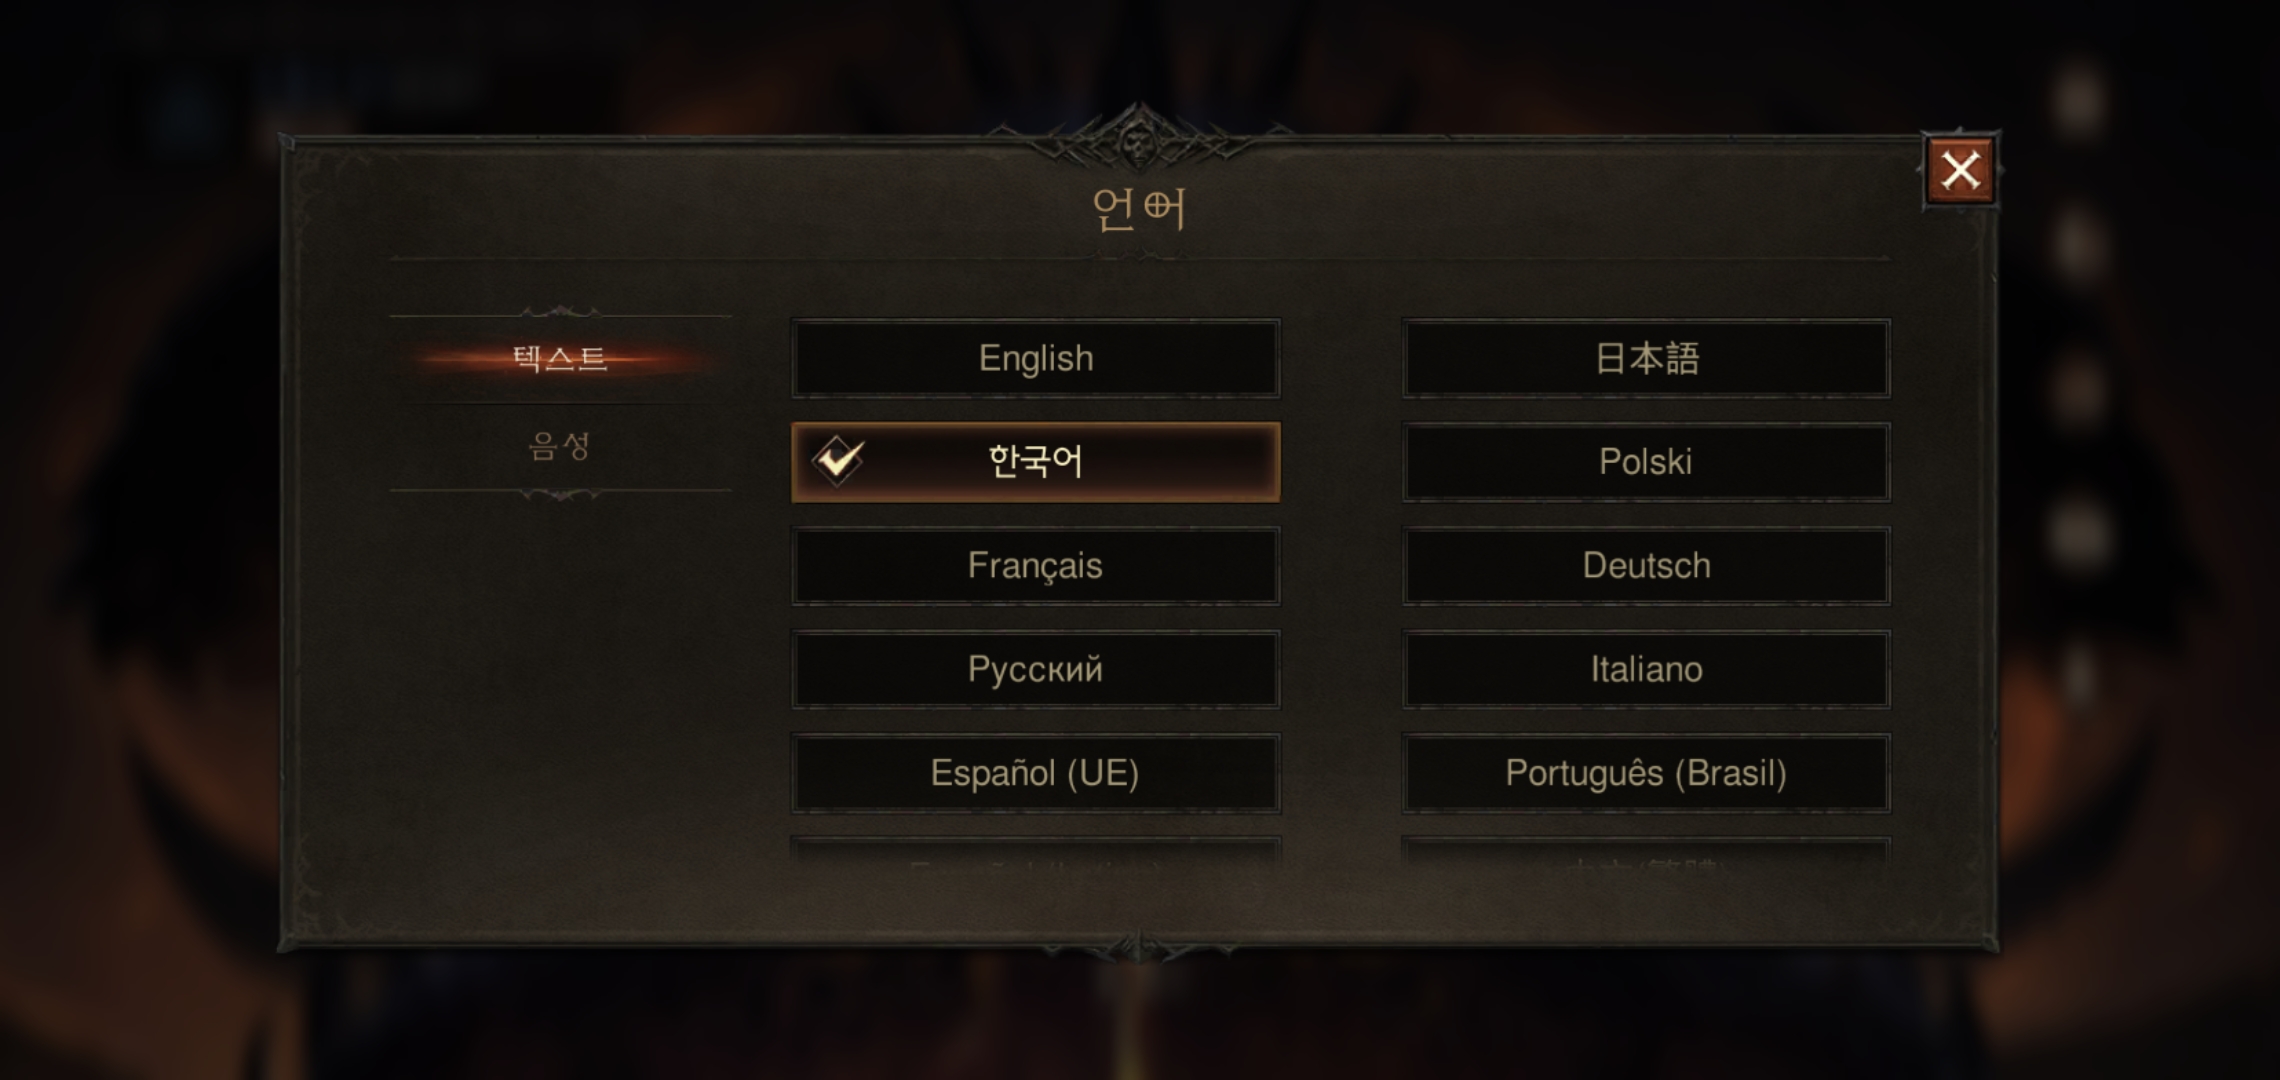 언어
텍스트
음성
English
日本語
한국어
Polski
Français
Deutsch
Русский
Italiano
Español (UE)
Português (Brasil)